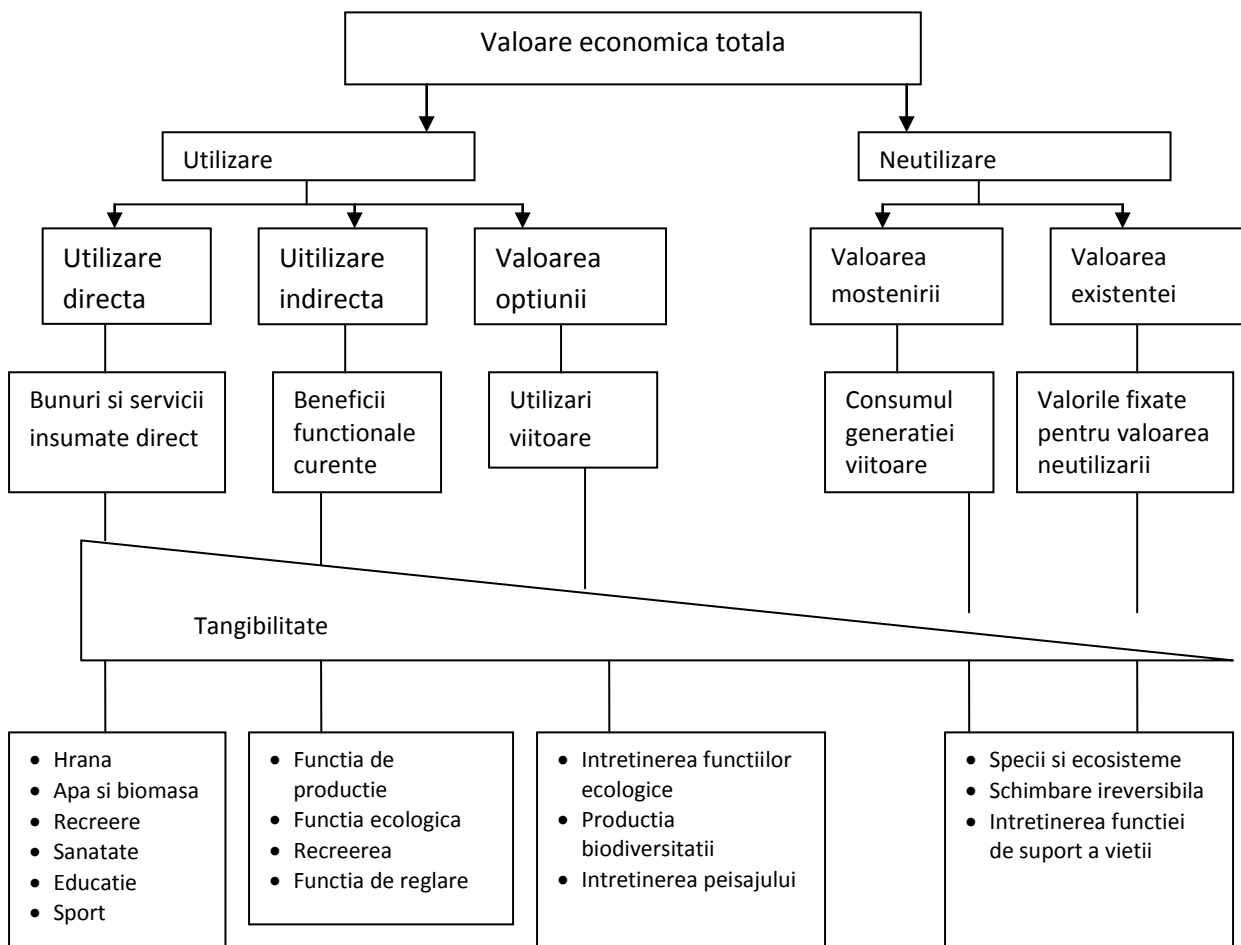 Valoare economica totala
Utilizare
Neutilizare
Utilizare
directa
Uitilizare
indirecta
Valoarea
optiunii
Valoarea
mostenirii
Valoarea
existentei
Bunuri si servicii
insumate direct
Beneficii
functionale
curente
Utilizari
viitoare
Consumul
generatiei
viitoare
Valorile fixate
pentru valoarea
neutilizarii
Tangibilitate
• Hrana
• Apa si biomasa
• Recreere
• Sanatate
• Educatie
• Sport
• Functia de
productie
• Functia ecologica
• Recreerea
• Functia de reglare
• Intretinerea functiilor
ecologice
• Productia
biodiversitatii
• Intretinerea peisajului
• Specii si ecosisteme
• Schimbare ireversibila
• Intretinerea functiei
de suport a vietii